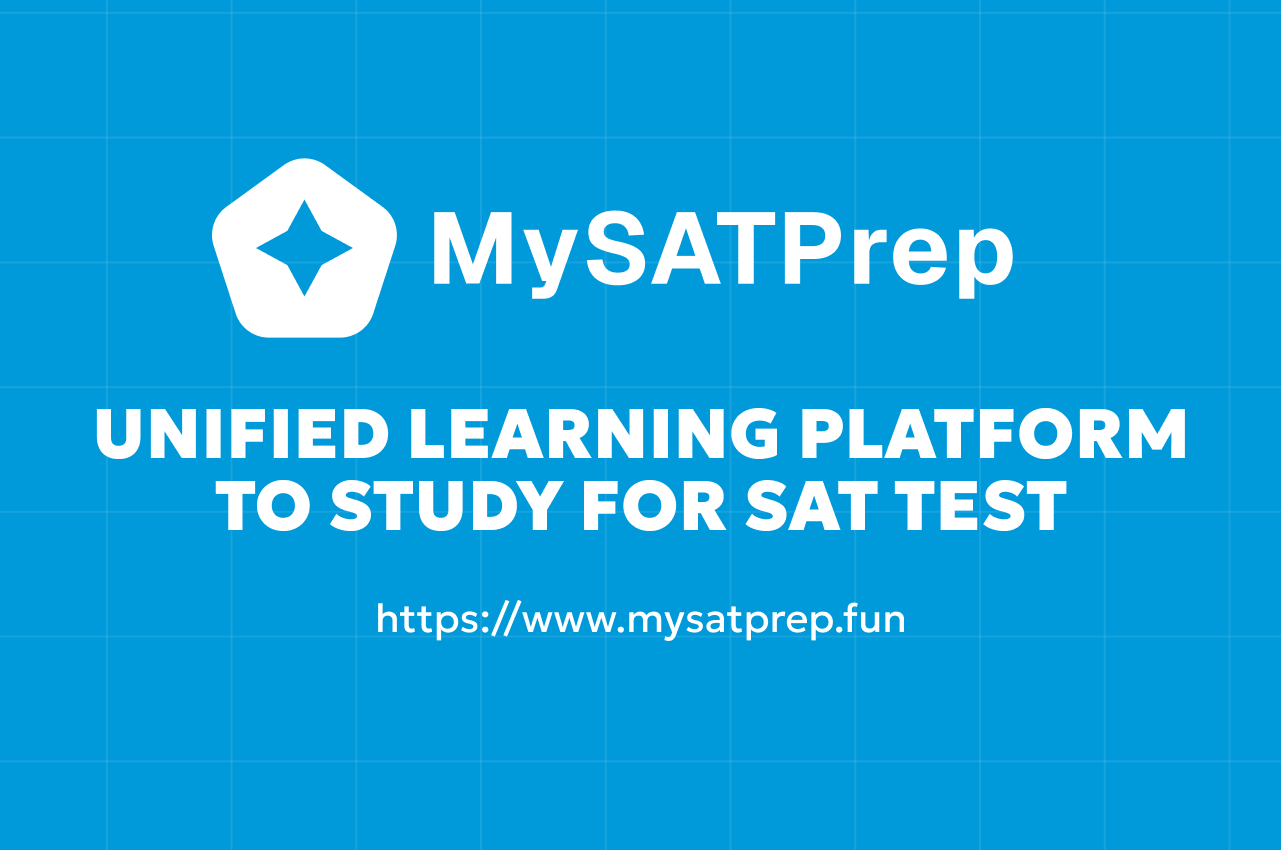 MySATPrep
UNIFIED LEARNING PLATFORM
TO STUDY FOR SAT TEST
https://www.mysatprep.fun